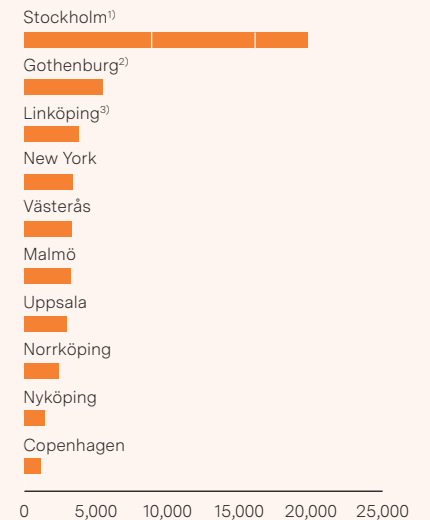 Stockholm¹⁾
Gothenburg²⁾
Linköping³⁾
New York
Västerås
Malmö
Uppsala
Norrköping
Nyköping
Copenhagen
0 5,000 10,000 15,000 20,000 25,000